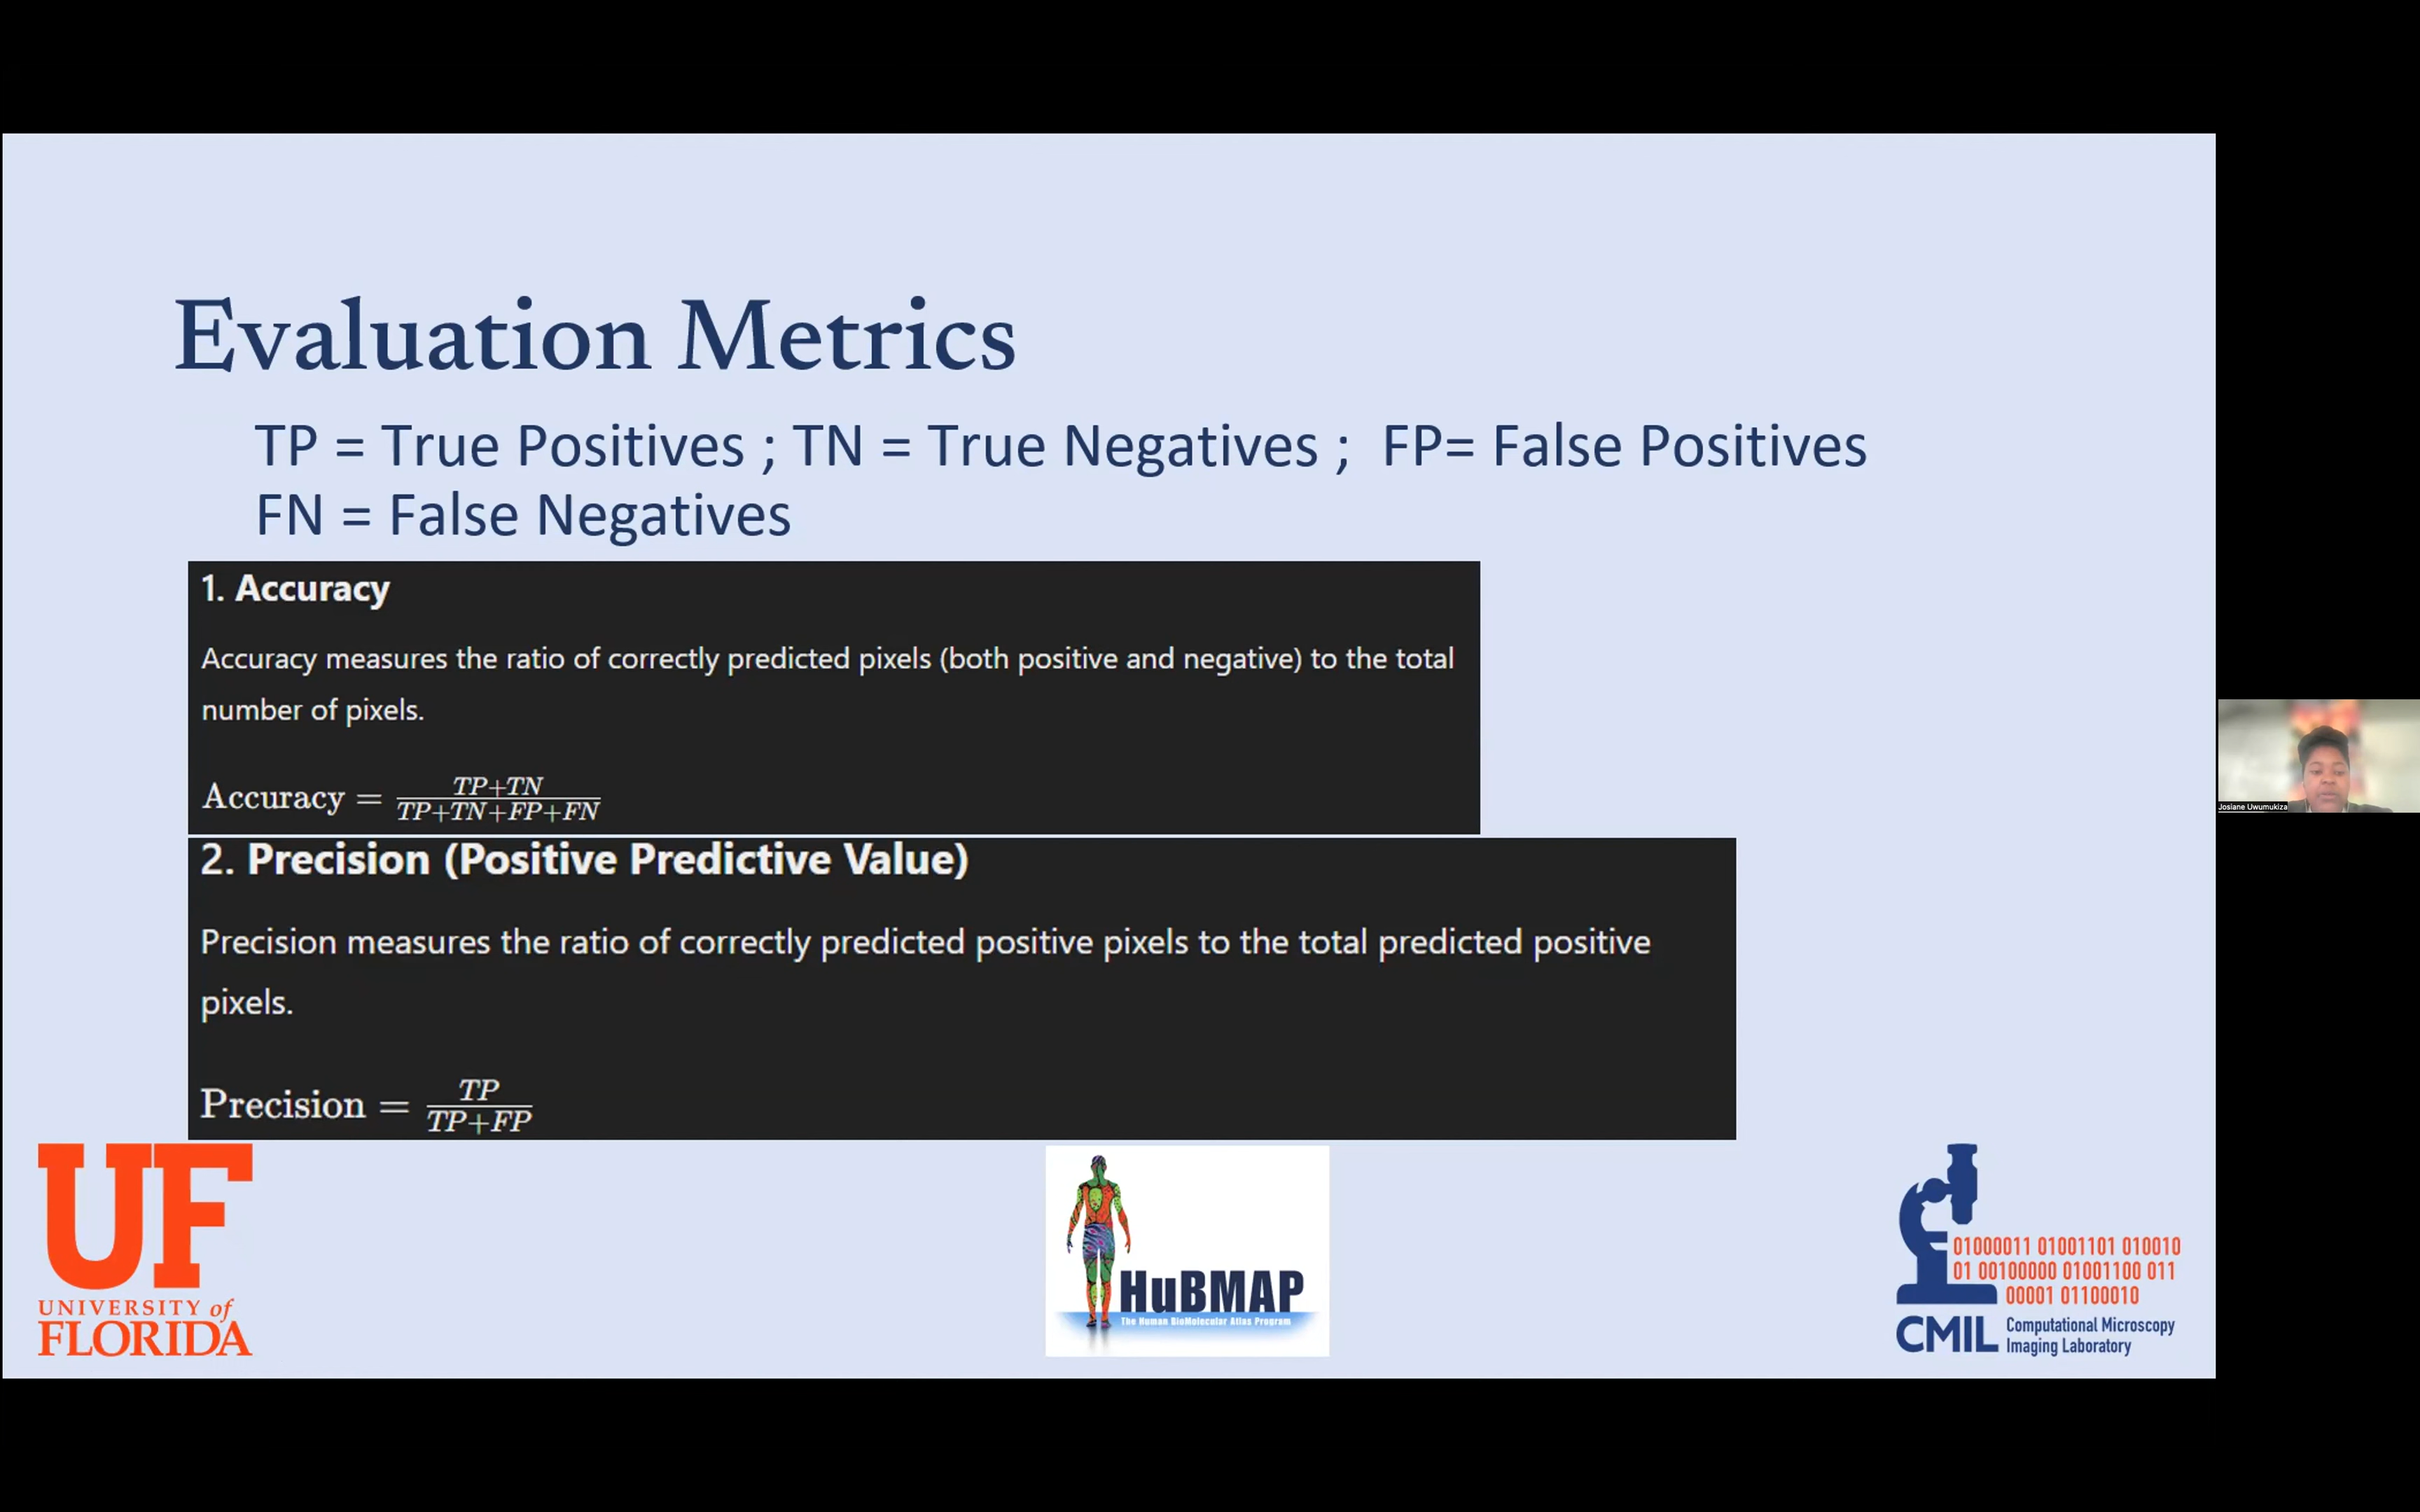 Evaluation Metrics
TP = True Positives ; TN = True Negatives ; FP= False Positives
FN = False Negatives
1. Accuracy
Accuracy measures the ratio of correctly predicted pixels (both positive and negative) to the total
number of pixels.
Accuracy = TP+TN / TP+TN+FP+FN
2. Precision (Positive Predictive Value)
Precision measures the ratio of correctly predicted positive pixels to the total predicted positive
pixels.
Precision = TP / TP+FP
Josiane Uwumukiza
UF
UNIVERSITY of
FLORIDA
HuBMAP
The Human BioMolecular Atlas Program
01000011 01001101 010010
01 00100000 01001100 011
00001 01100010
CMIL Computational Microscopy
Imaging Laboratory